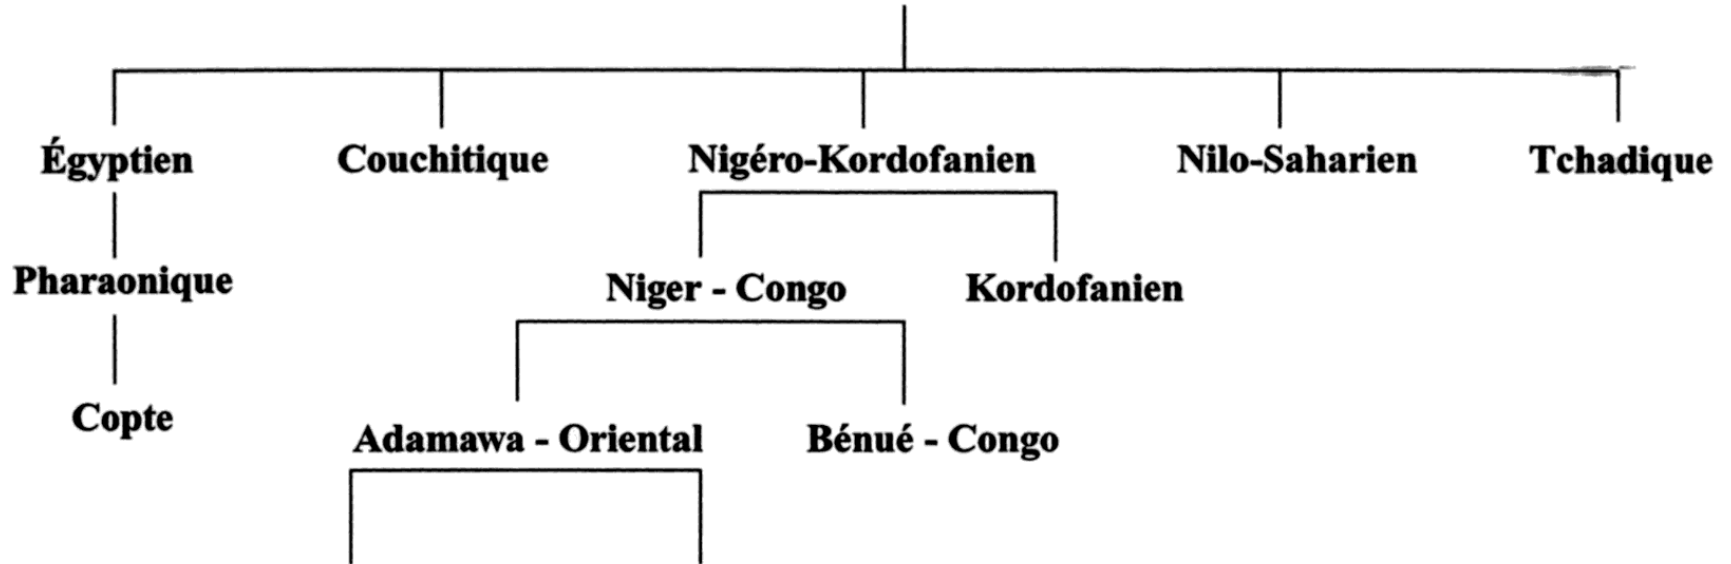 Égyptien Couchitique Nigéro-Kordofanien Nilo-Saharien Tchadique
Pharaonique Niger - Congo Kordofanien
Copte Adamawa - Oriental Bénué - Congo